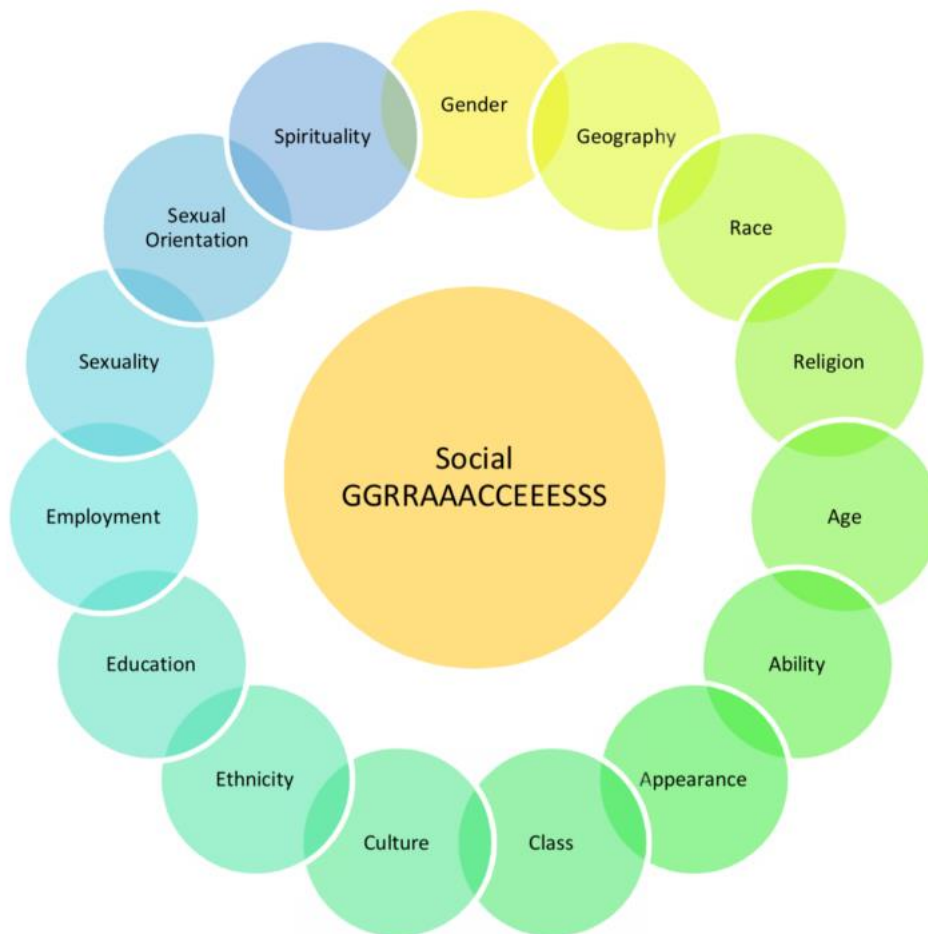 Gender
Geography
Race
Religion
Age
Ability
Appearance
Class
Culture
Ethnicity
Education
Employment
Sexuality
Sexual
Orientation
Spirituality
Social
GGRRAAACCEEESSS